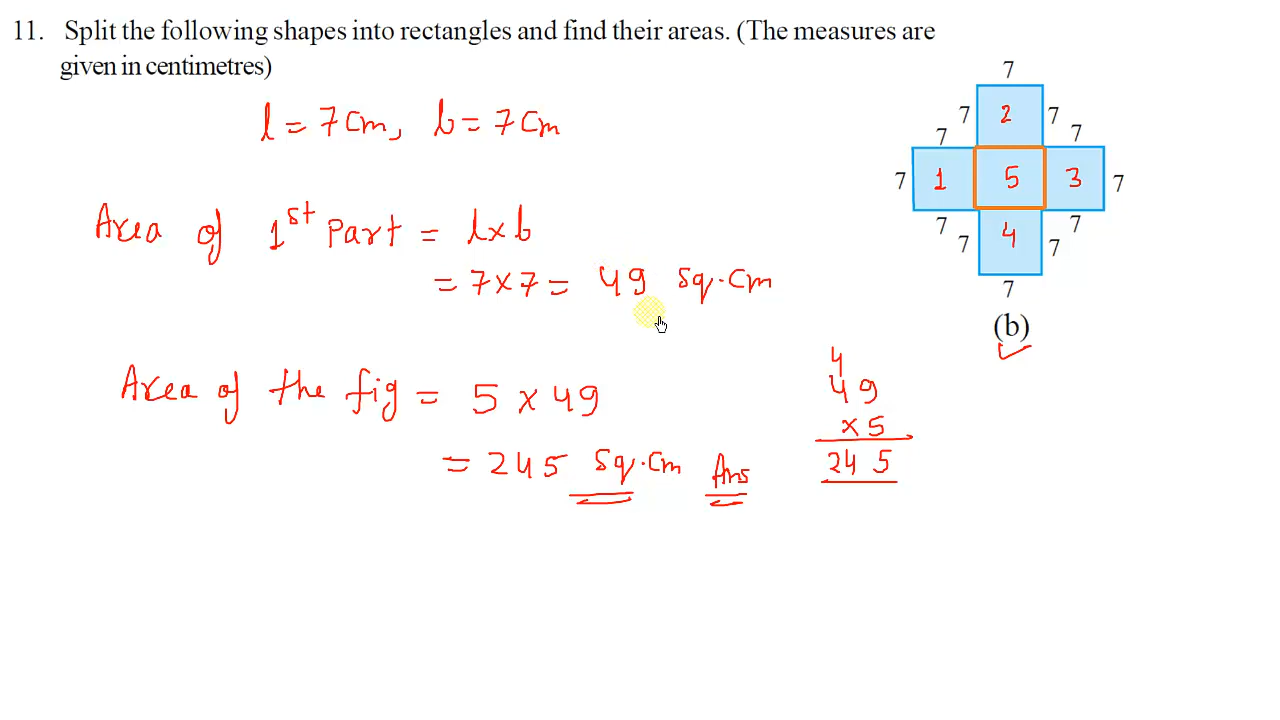 11. Split the following shapes into rectangles and find their areas. (The measures are
given in centimetres)
l = 7 cm, b = 7 cm
Area of 1st Part = l x b
= 7 x 7 = 49 Sq. cm
Area of the fig = 5 x 49
= 245 Sq. cm Ans
4
49
x 5
245
7
7 2 7
7 7
7 1 5 3 7
7 4 7
7 7
7
(b)